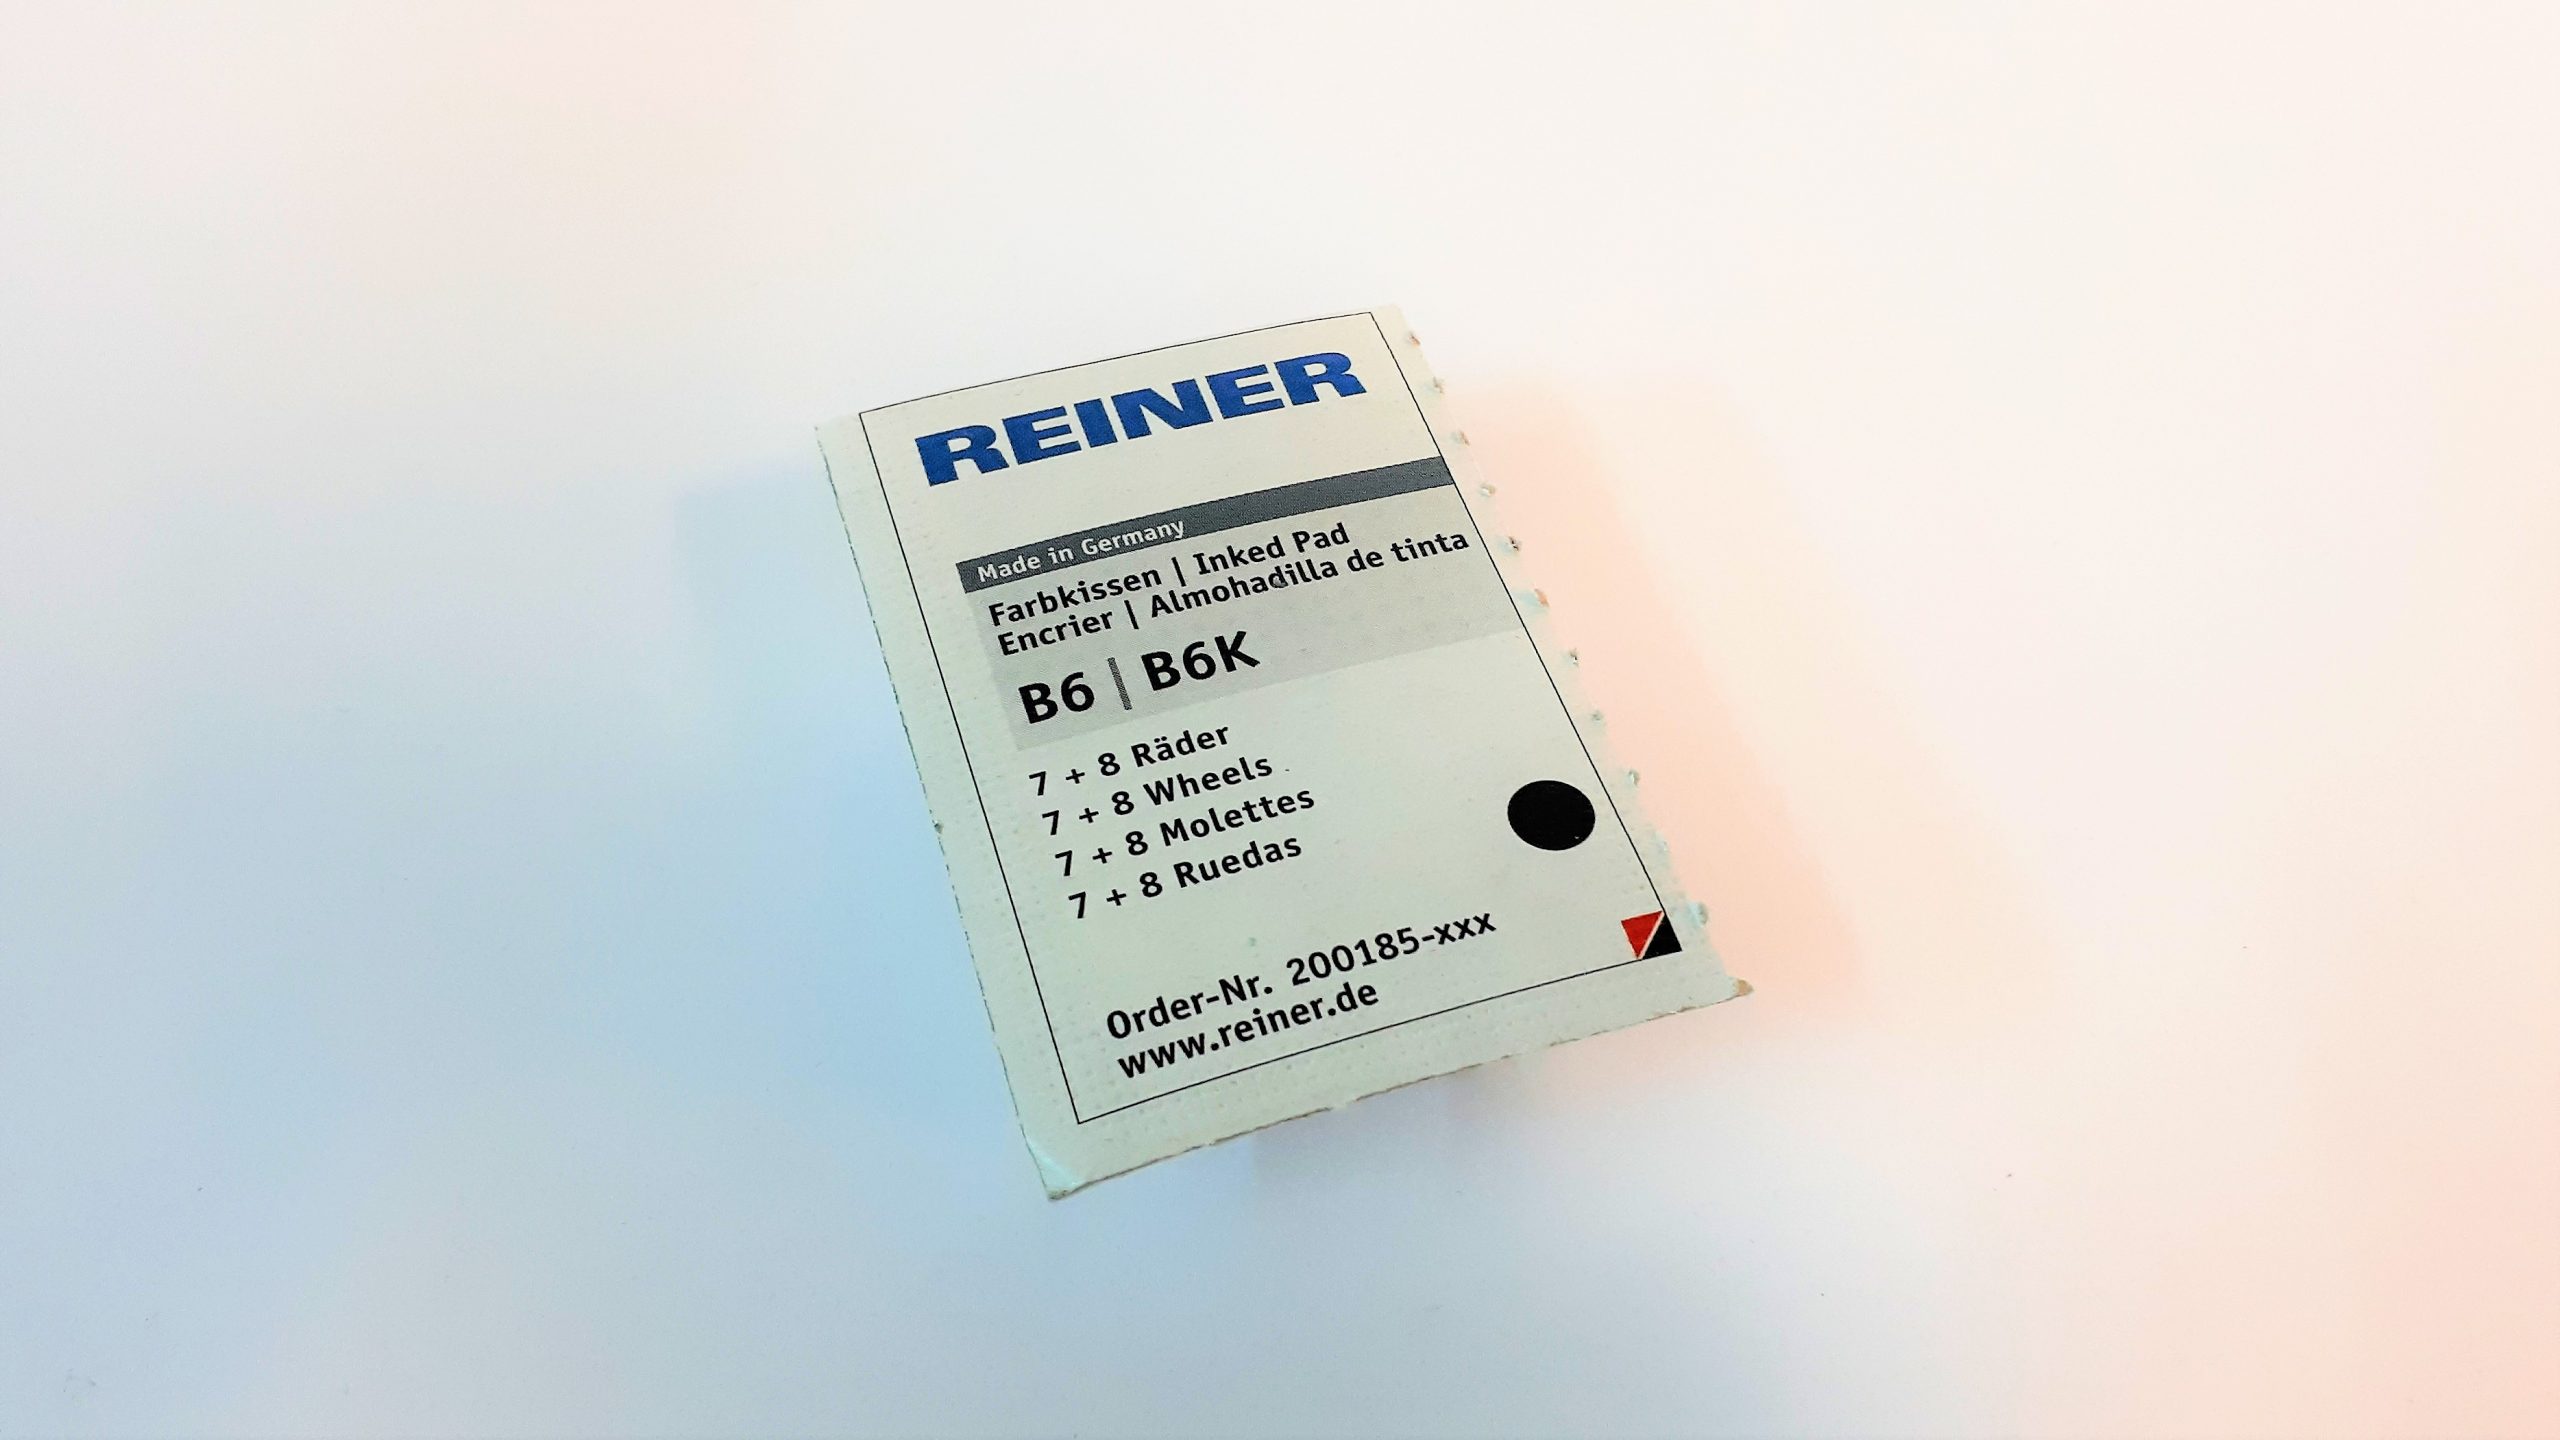 REINER
Made in Germany
Farbkissen | Inked Pad
Encrier | Almohadilla de tinta
B6 | B6K
7 + 8 Räder
7 + 8 Wheels
7 + 8 Molettes
7 + 8 Ruedas
Order-Nr. 200185-xxx
www.reiner.de